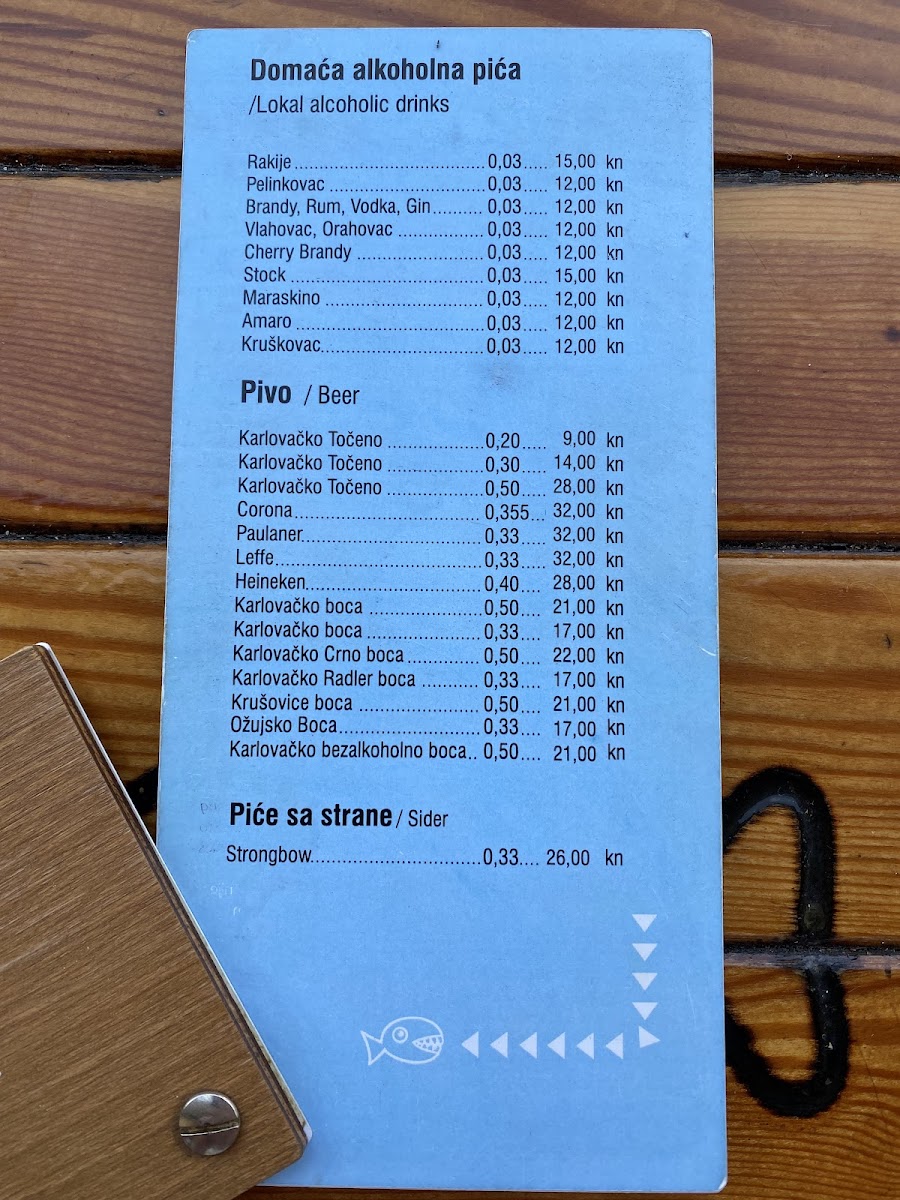 Domaća alkoholna pića
/Lokal alcoholic drinks
Rakije 0,03 15,00 kn
Pelinkovac 0,03 12,00 kn
Brandy, Rum, Vodka, Gin 0,03 12,00 kn
Vlahovac, Orahovac 0,03 12,00 kn
Cherry Brandy 0,03 12,00 kn
Stock 0,03 15,00 kn
Maraskino 0,03 12,00 kn
Amaro 0,03 12,00 kn
Kruškovac 0,03 12,00 kn
Pivo / Beer
Karlovačko Točeno 0,20 9,00 kn
Karlovačko Točeno 0,30 14,00 kn
Karlovačko Točeno 0,50 28,00 kn
Corona 0,355 32,00 kn
Paulaner 0,33 32,00 kn
Leffe 0,33 32,00 kn
Heineken 0,40 28,00 kn
Karlovačko boca 0,50 21,00 kn
Karlovačko boca 0,33 17,00 kn
Karlovačko Crno boca 0,50 22,00 kn
Karlovačko Radler boca 0,33 17,00 kn
Krušovice boca 0,50 21,00 kn
Ožujsko Boca 0,33 17,00 kn
Karlovačko bezalkoholno boca 0,50 21,00 kn
Piće sa strane / Sider
Strongbow 0,33 26,00 kn